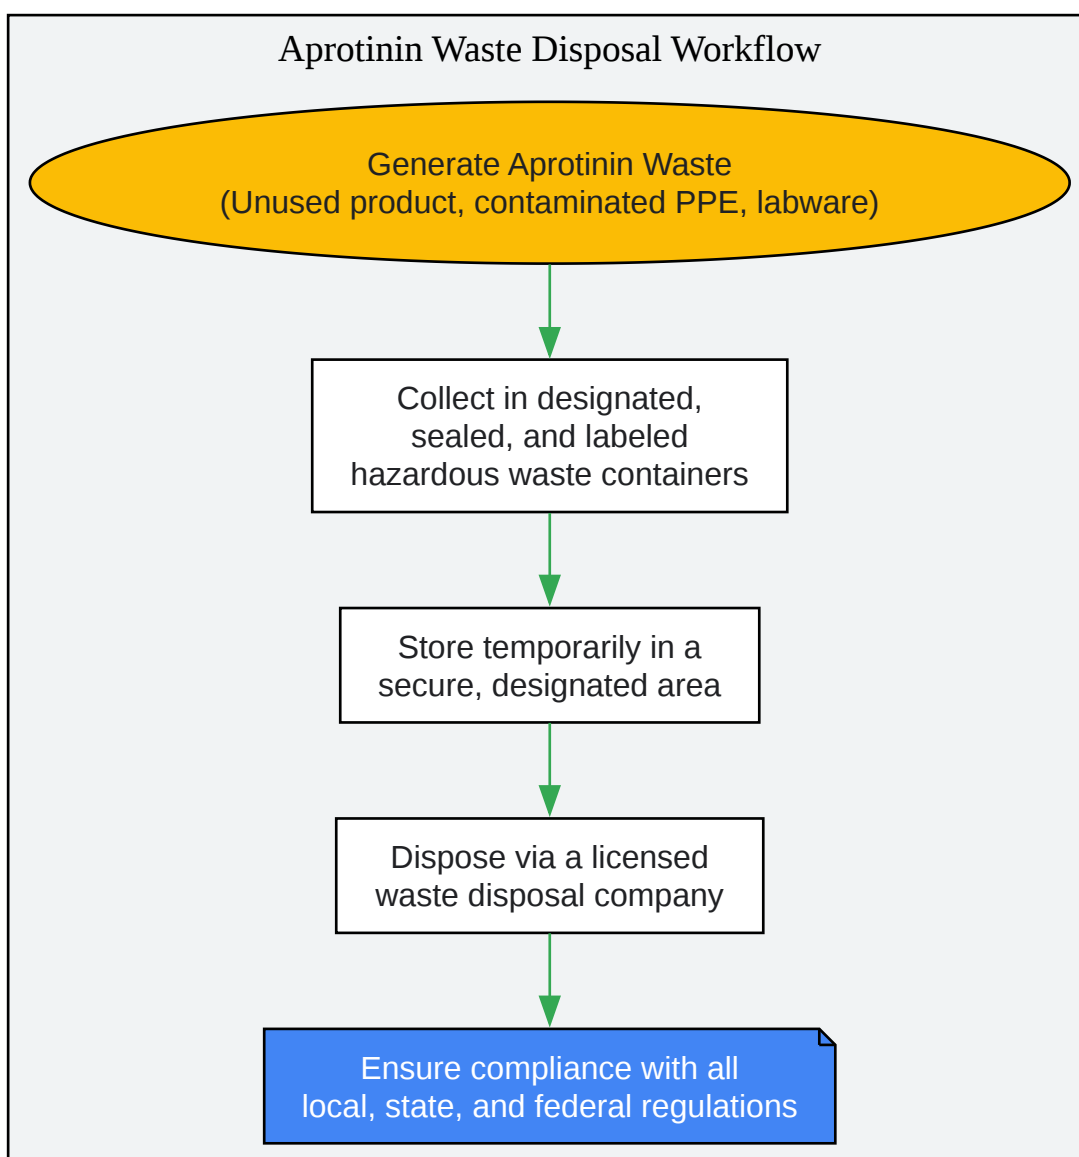 Aprotinin Waste Disposal Workflow
Generate Aprotinin Waste
(Unused product, contaminated PPE, labware)
Collect in designated,
sealed, and labeled
hazardous waste containers
Store temporarily in a
secure, designated area
Dispose via a licensed
waste disposal company
Ensure compliance with all
local, state, and federal regulations